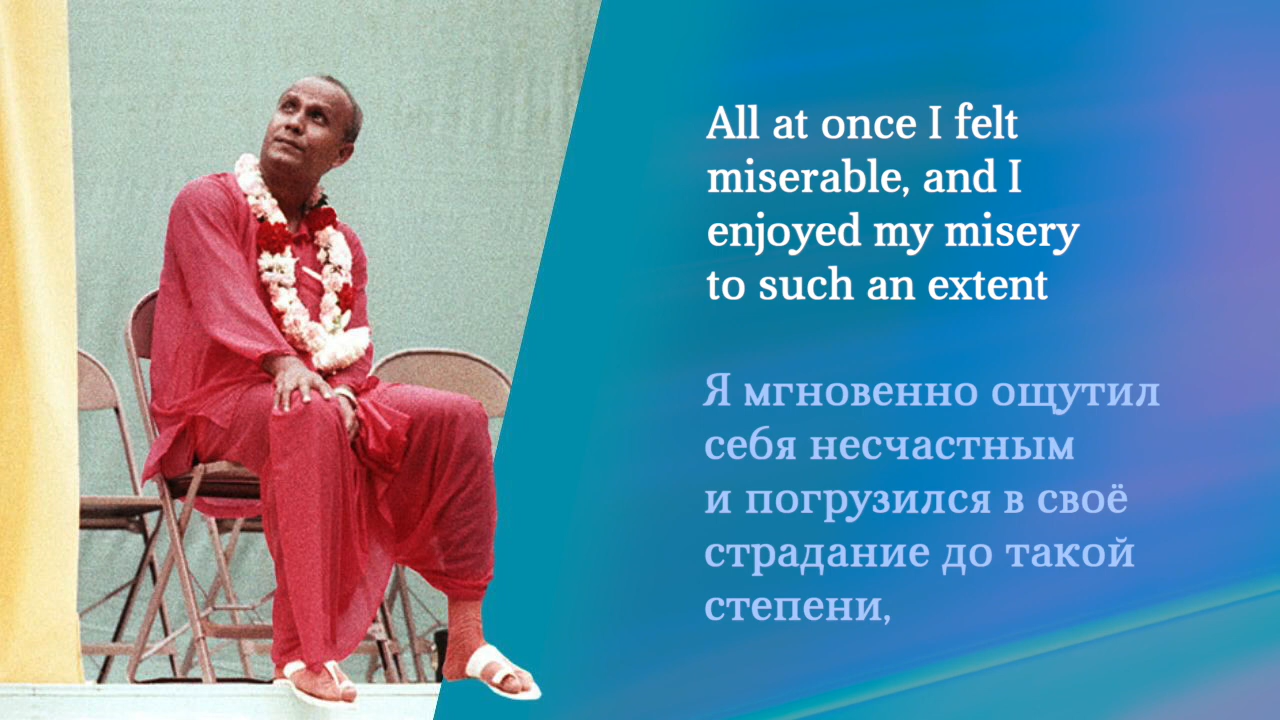 All at once I felt
miserable, and I
enjoyed my misery
to such an extent
Я мгновенно ощутил
себя несчастным
и погрузился в своё
страдание до такой
степени,